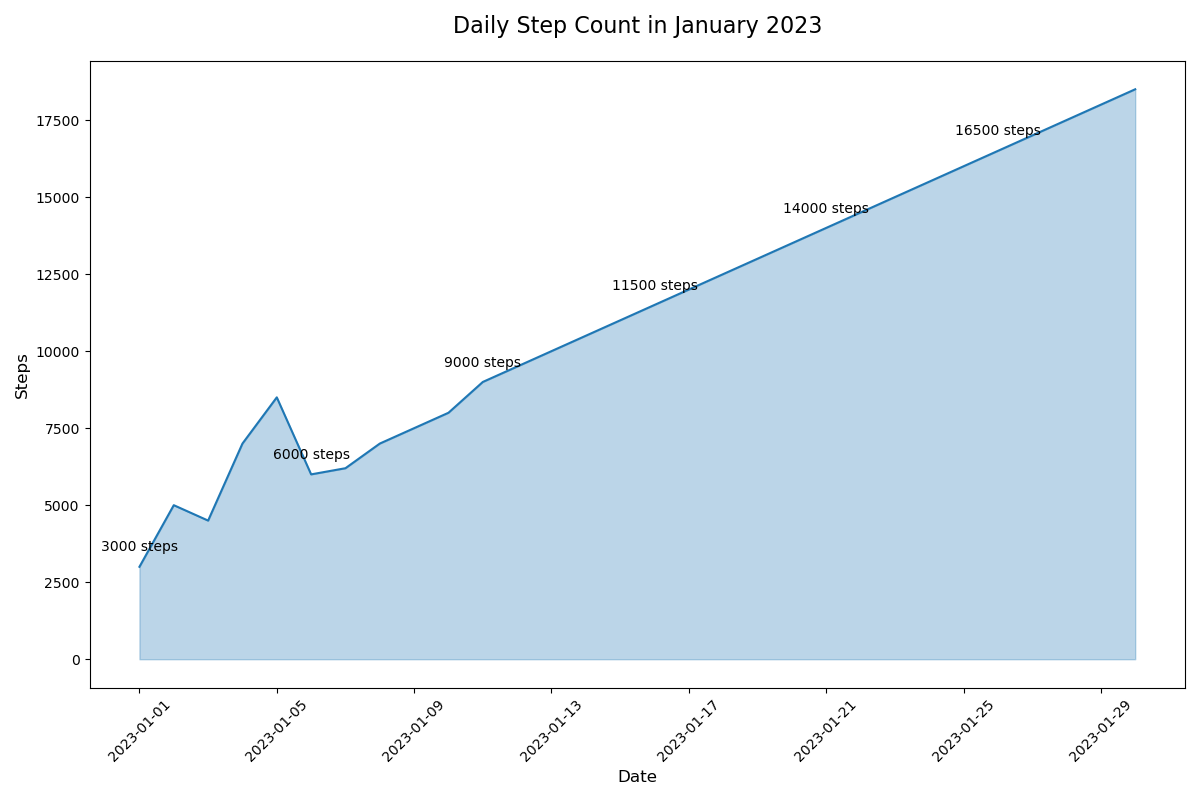 Daily Step Count in January 2023
17500
15000
12500
10000
7500
5000
2500
0
Steps
3000 steps
6000 steps
9000 steps
11500 steps
14000 steps
16500 steps
2023-01-01
2023-01-05
2023-01-09
2023-01-13
2023-01-17
2023-01-21
2023-01-25
2023-01-29
Date